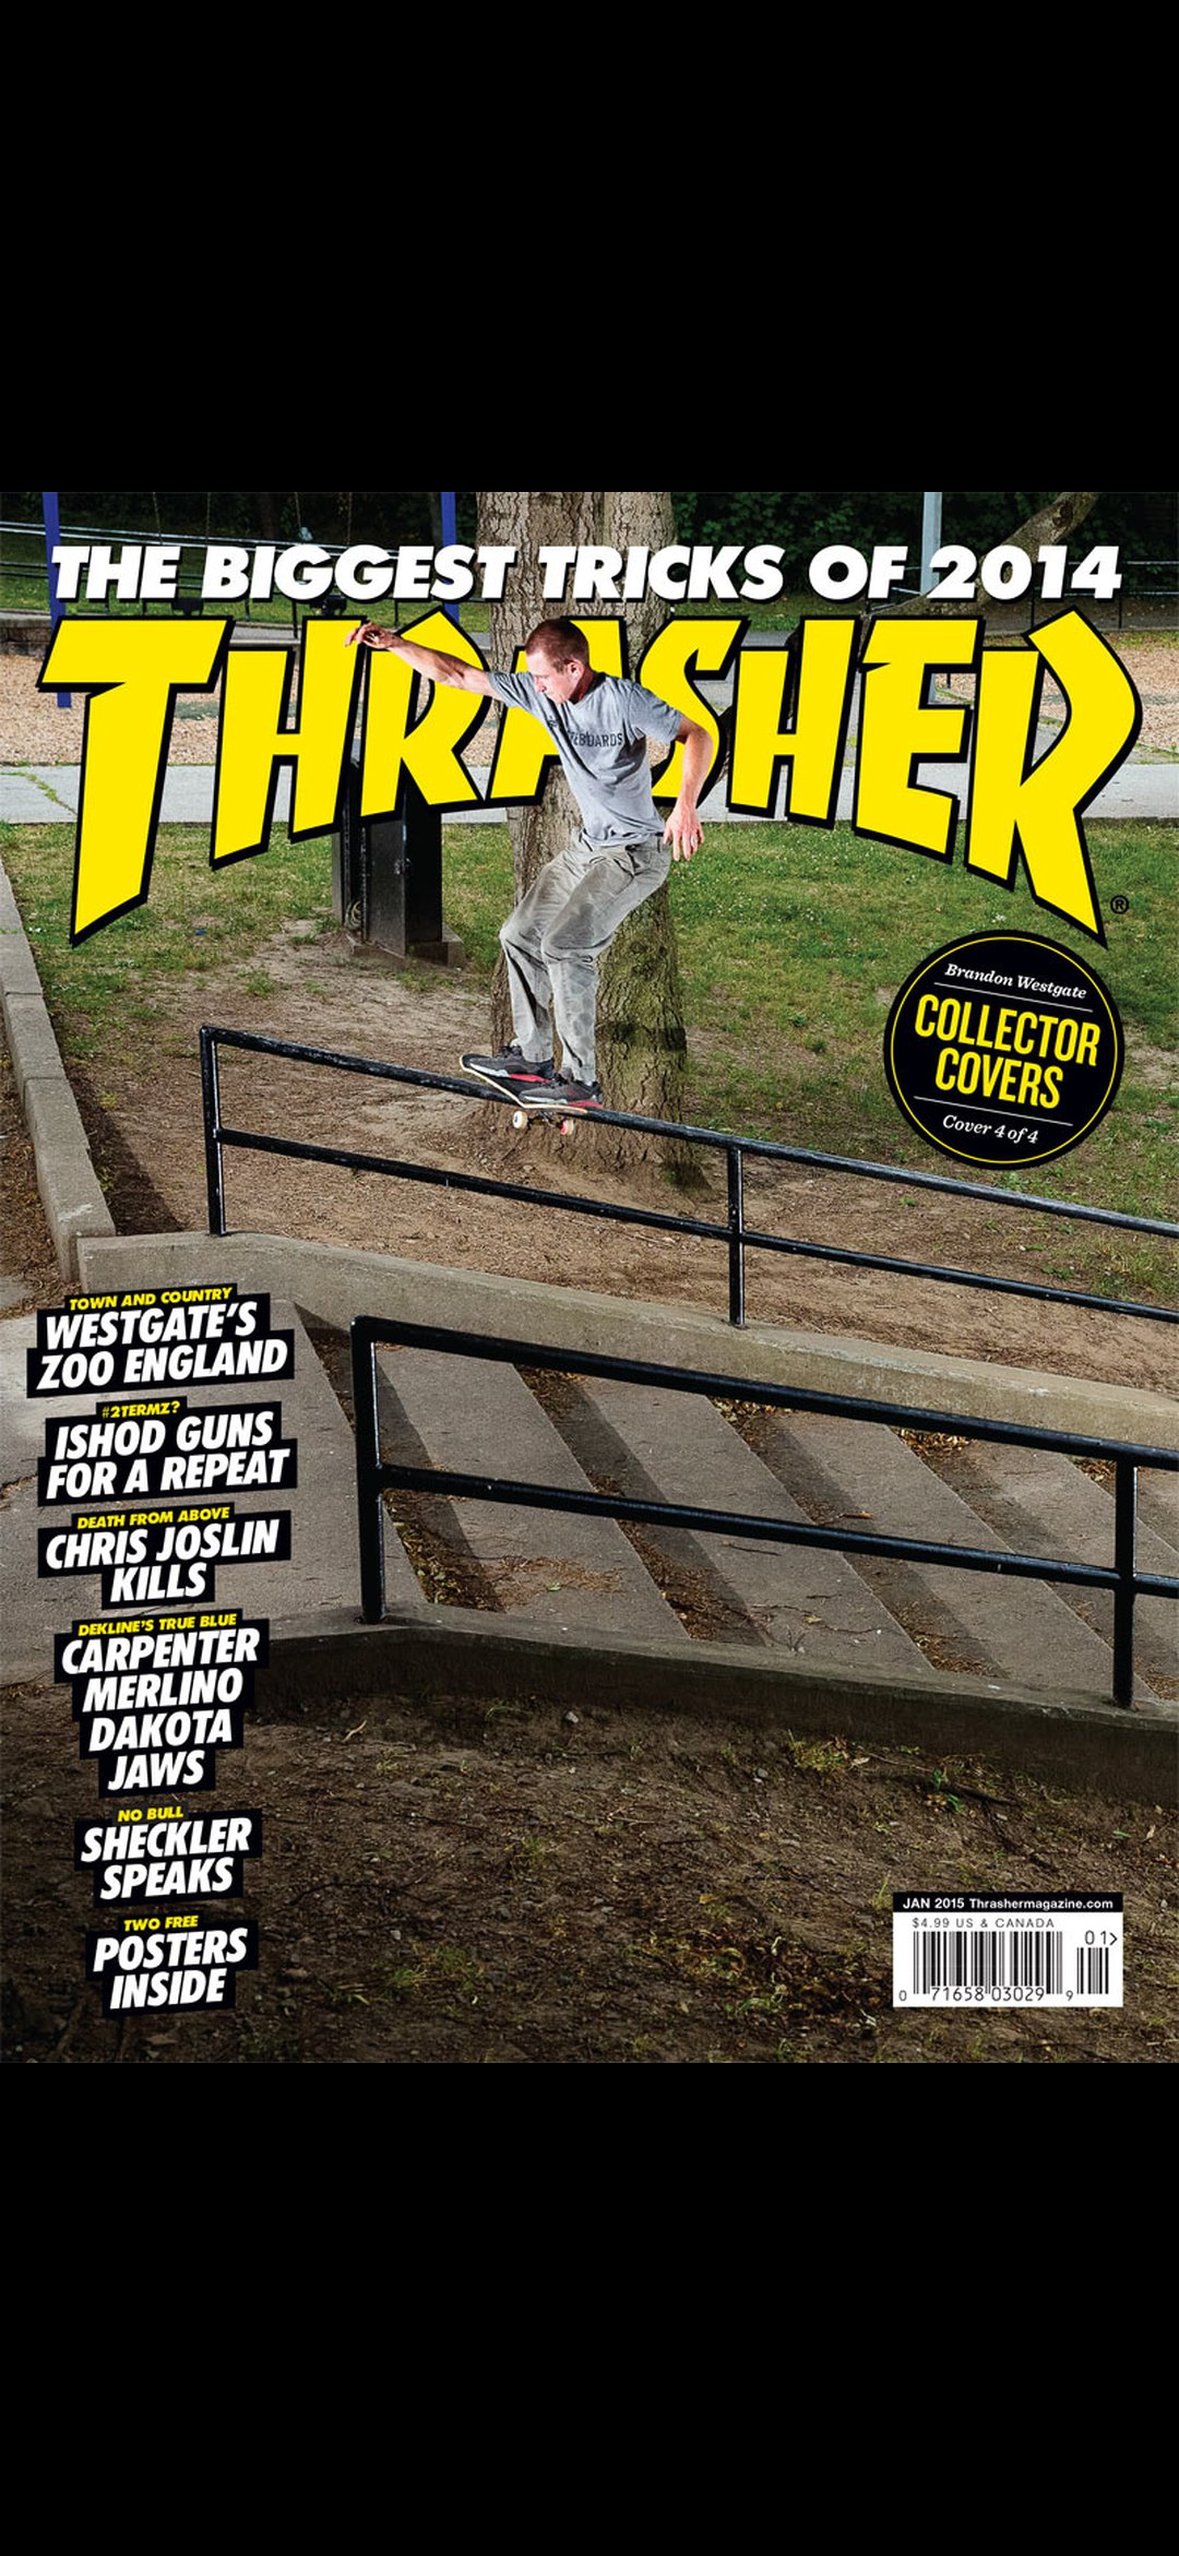 THE BIGGEST TRICKS OF 2014
THRASHER
®
Brandon Westgate
COLLECTOR
COVERS
Cover 4 of 4
TOWN AND COUNTRY
WESTGATE'S
ZOO ENGLAND
#2TERMZ?
ISHOD GUNS
FOR A REPEAT
DEATH FROM ABOVE
CHRIS JOSLIN
KILLS
DEKLINE'S TRUE BLUE
CARPENTER
MERLINO
DAKOTA
JAWS
NO BULL
SHECKLER
SPEAKS
TWO FREE
POSTERS
INSIDE
JAN 2015 Thrashermagazine.com
$4.99 US & CANADA
01>
0 71658 03029 9